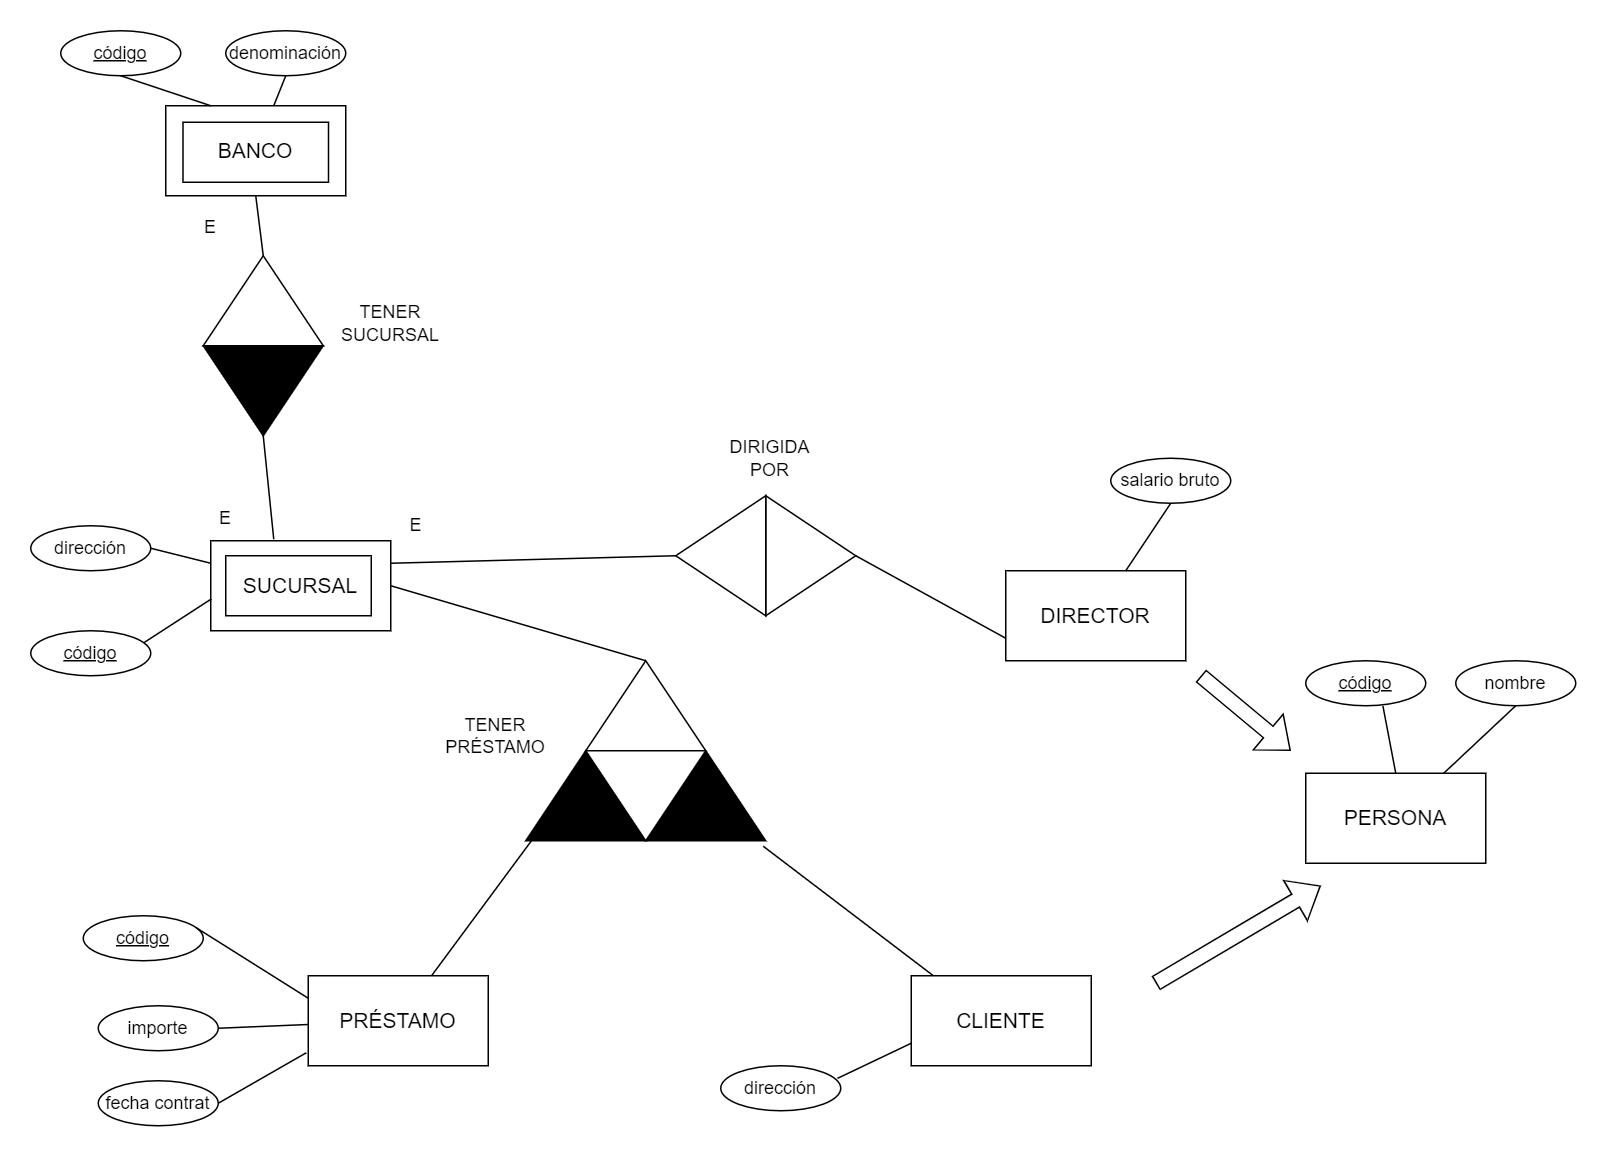 código
denominación
BANCO
E
TENER
SUCURSAL
E
E
dirección
SUCURSAL
código
DIRIGIDA
POR
salario bruto
DIRECTOR
código
nombre
PERSONA
TENER
PRÉSTAMO
código
importe
fecha contrat
PRÉSTAMO
CLIENTE
dirección